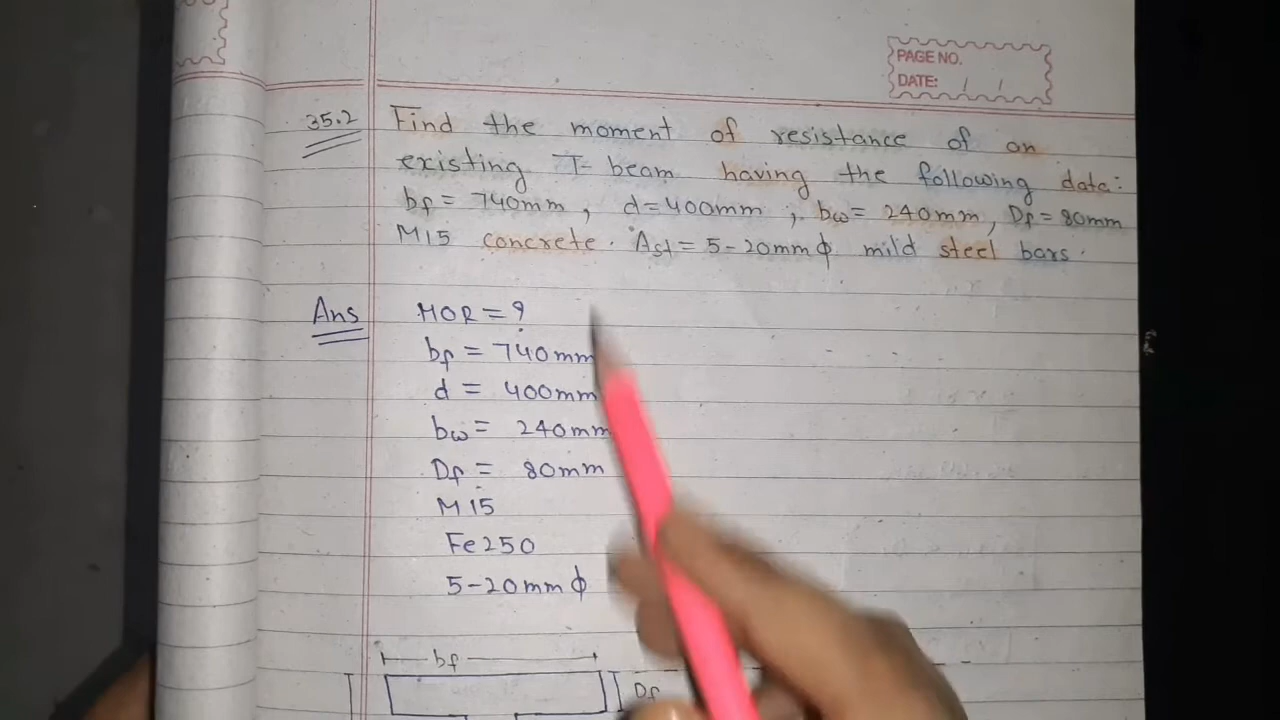 PAGE NO.
DATE: / /
35.2 Find the moment of resistance of an
existing T-beam having the following data:
bf = 740mm, d=400mm, bw= 240mm, Df= 80mm
M15 concrete. Ast= 5-20mmϕ mild steel bars.
Ans MOR = ?
bf = 740mm
d = 400mm
bw = 240mm
Df = 80mm
M15
Fe250
5-20mmϕ
bf
Df